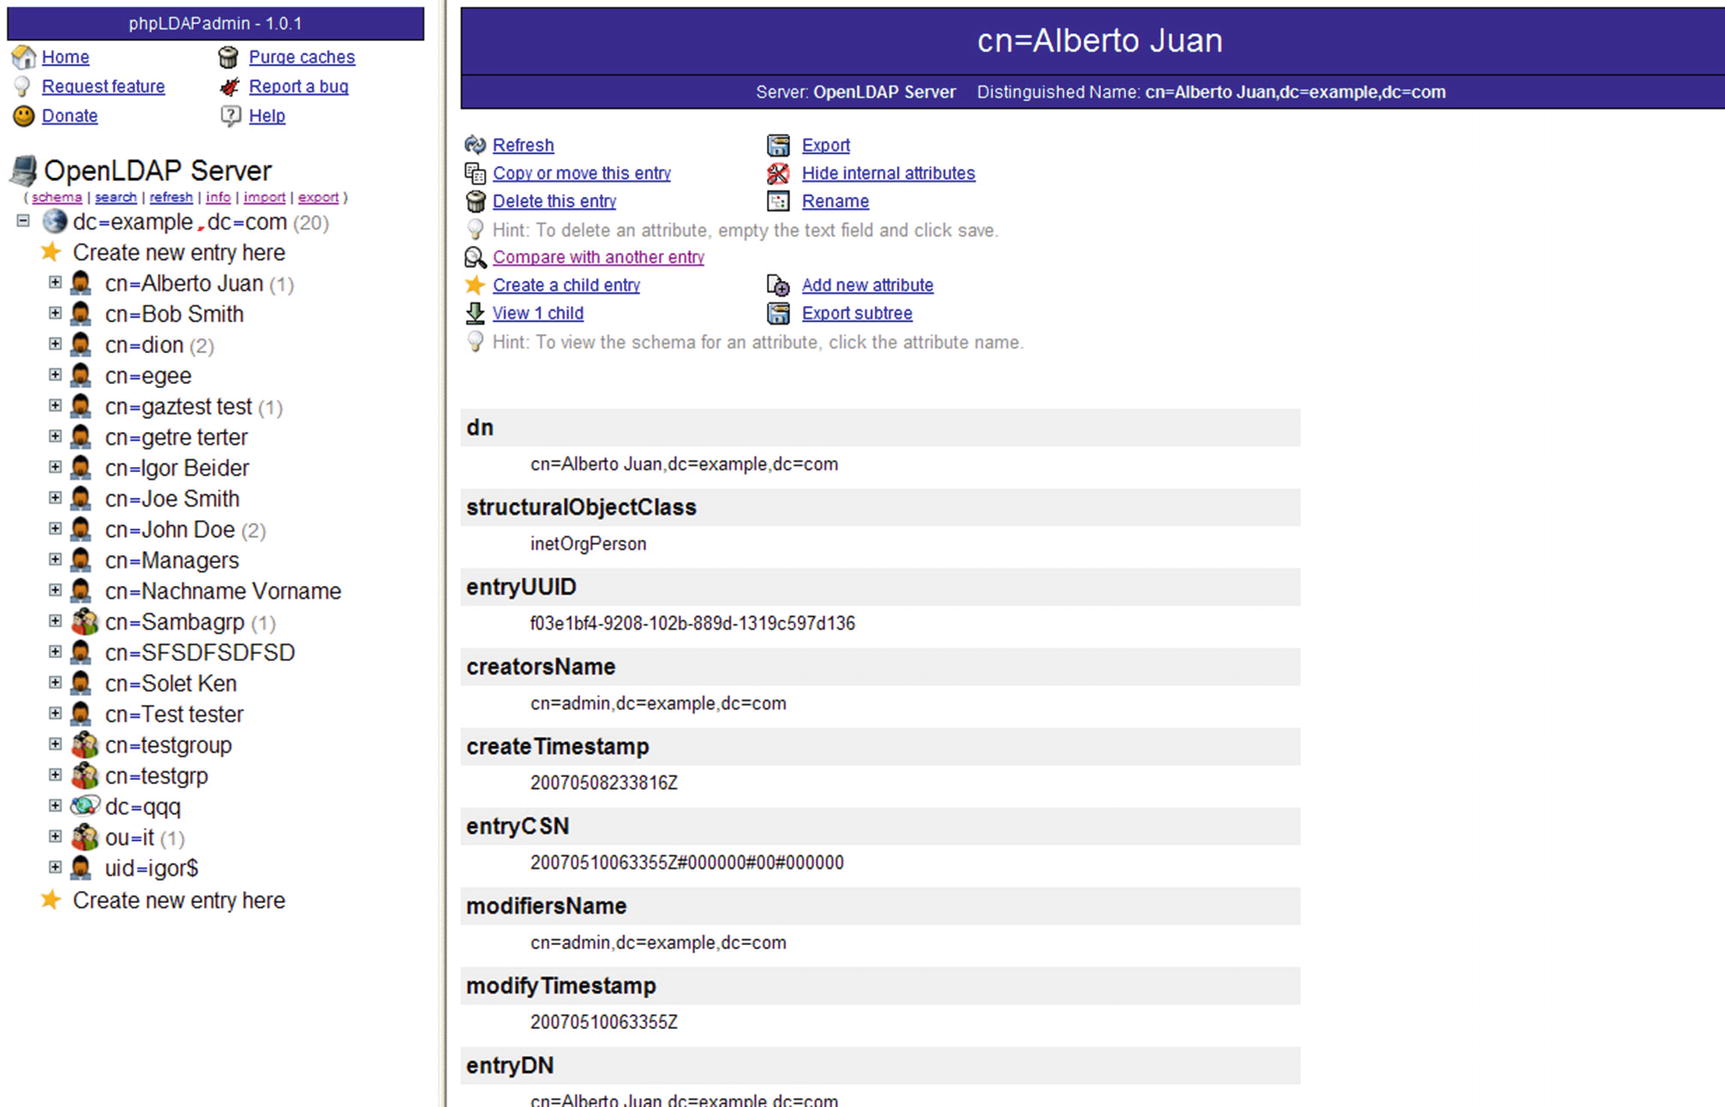 phpLDAPadmin - 1.0.1
Home
Purge caches
Request feature
Report a bug
Donate
Help
OpenLDAP Server
( schema | search | refresh | info | import | export )
dc=example,dc=com (20)
Create new entry here
cn=Alberto Juan (1)
cn=Bob Smith
cn=dion (2)
cn=egee
cn=gaztest test (1)
cn=getre terter
cn=Igor Beider
cn=Joe Smith
cn=John Doe (2)
cn=Managers
cn=Nachname Vorname
cn=Sambagrp (1)
cn=SFSDFSDFSD
cn=Solet Ken
cn=Test tester
cn=testgroup
cn=testgrp
dc=qqq
ou=it (1)
uid=igor$
Create new entry here
cn=Alberto Juan
Server: OpenLDAP Server Distinguished Name: cn=Alberto Juan,dc=example,dc=com
Refresh
Export
Copy or move this entry
Hide internal attributes
Delete this entry
Rename
Hint: To delete an attribute, empty the text field and click save.
Compare with another entry
Create a child entry
Add new attribute
View 1 child
Export subtree
Hint: To view the schema for an attribute, click the attribute name.
dn
cn=Alberto Juan,dc=example,dc=com
structuralObjectClass
inetOrgPerson
entryUUID
f03e1bf4-9208-102b-889d-1319c597d136
creatorsName
cn=admin,dc=example,dc=com
createTimestamp
20070508233816Z
entryCSN
20070510063355Z#000000#00#000000
modifiersName
cn=admin,dc=example,dc=com
modifyTimestamp
20070510063355Z
entryDN
cn=Alberto Juan,dc=example,dc=com